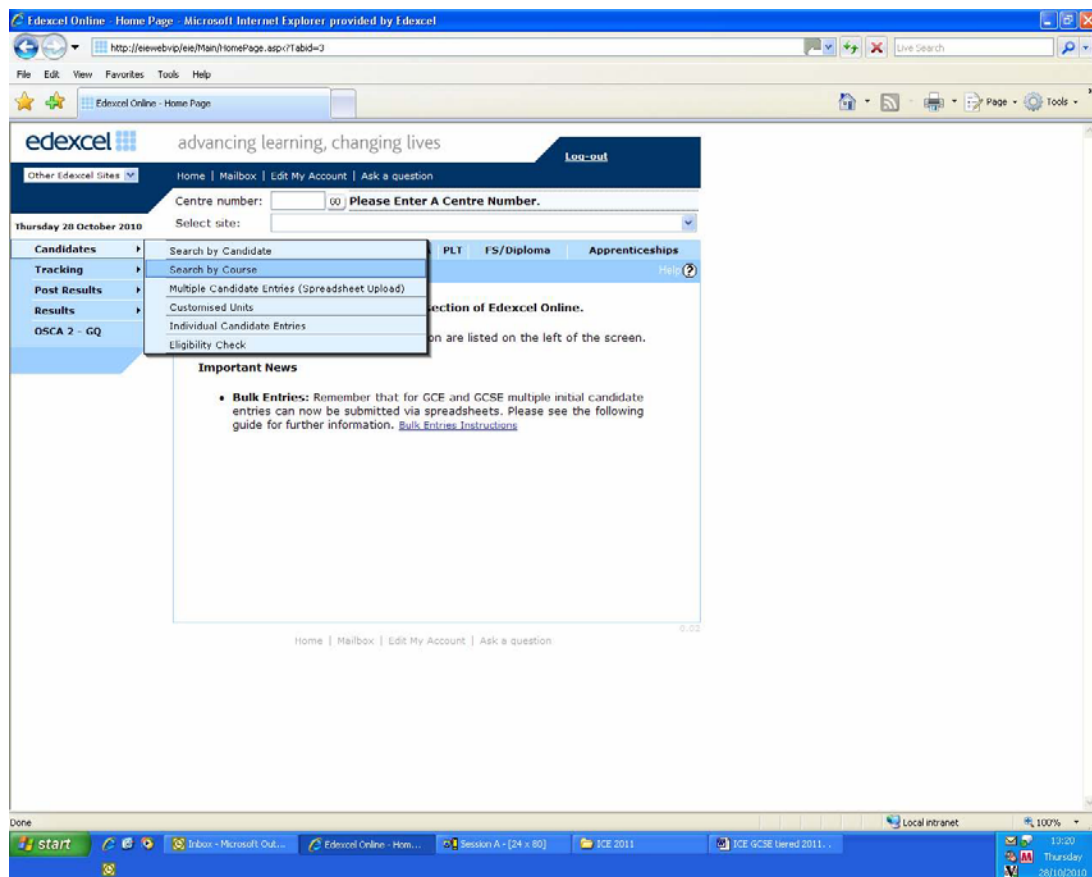 Edexcel Online - Home Page - Microsoft Internet Explorer provided by Edexcel
http://eiewebvip/eie/Main/HomePage.aspx?Tabid=3
Live Search
File Edit View Favorites Tools Help
Edexcel Online - Home Page
Page Tools
edexcel advancing learning, changing lives
Log-out
Other Edexcel Sites Home | Mailbox | Edit My Account | Ask a question
Centre number: GO Please Enter A Centre Number.
Thursday 28 October 2010 Select site:
Candidates PLT FS/Diploma Apprenticeships
Search by Candidate
Tracking Search by Course Help ?
Post Results Multiple Candidate Entries (Spreadsheet Upload)
Results Customised Units ection of Edexcel Online.
OSCA 2 - GQ Individual Candidate Entries
Eligibility Check on are listed on the left of the screen.
Important News
• Bulk Entries: Remember that for GCE and GCSE multiple initial candidate
entries can now be submitted via spreadsheets. Please see the following
guide for further information. Bulk Entries Instructions
0.02
Home | Mailbox | Edit My Account | Ask a question
Done Local intranet 100%
start Inbox - Microsoft Out... Edexcel Online - Hom... Session A - [24 x 80] ICE 2011 ICE GCSE tiered 2011... 13:20
Thursday
28/10/2010